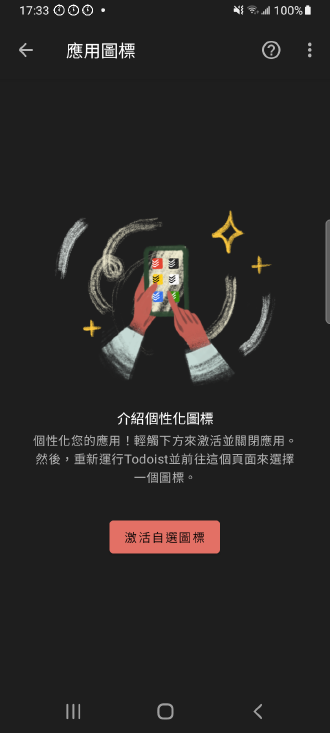 17:33
100%
應用圖標
介紹個性化圖標
個性化您的應用！輕觸下方來激活並關閉應用。
然後，重新運行Todoist並前往這個頁面來選擇
一個圖標。
激活自選圖標